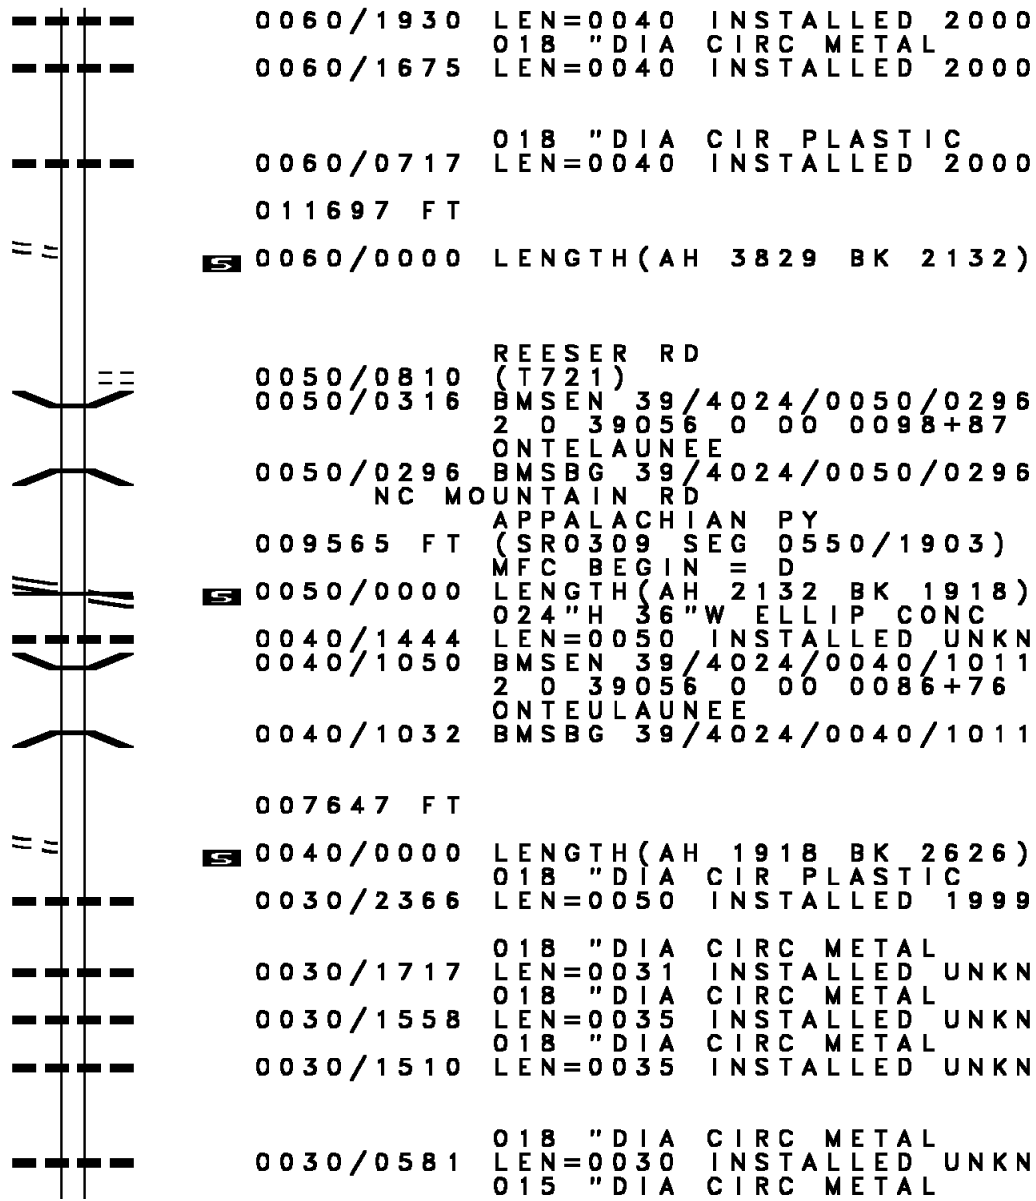 0060/1930 LEN=0040 INSTALLED 2000
018 "DIA CIRC METAL
0060/1675 LEN=0040 INSTALLED 2000
018 "DIA CIR PLASTIC
0060/0717 LEN=0040 INSTALLED 2000
011697 FT
S 0060/0000 LENGTH(AH 3829 BK 2132)
REESER RD
0050/0810 (T721)
0050/0316 BMSEN 39/4024/0050/0296
2 0 39056 0 00 0098+87
ONTELAUNEE
0050/0296 BMSBG 39/4024/0050/0296
NC MOUNTAIN RD
APPALACHIAN PY
009565 FT (SR0309 SEG 0550/1903)
MFC BEGIN = D
S 0050/0000 LENGTH(AH 2132 BK 1918)
024"H 36"W ELLIP CONC
0040/1444 LEN=0050 INSTALLED UNKN
0040/1050 BMSEN 39/4024/0040/1011
2 0 39056 0 00 0086+76
ONTEULAUNEE
0040/1032 BMSBG 39/4024/0040/1011
007647 FT
S 0040/0000 LENGTH(AH 1918 BK 2626)
018 "DIA CIR PLASTIC
0030/2366 LEN=0050 INSTALLED 1999
018 "DIA CIRC METAL
0030/1717 LEN=0031 INSTALLED UNKN
018 "DIA CIRC METAL
0030/1558 LEN=0035 INSTALLED UNKN
018 "DIA CIRC METAL
0030/1510 LEN=0035 INSTALLED UNKN
018 "DIA CIRC METAL
0030/0581 LEN=0030 INSTALLED UNKN
015 "DIA CIRC METAL